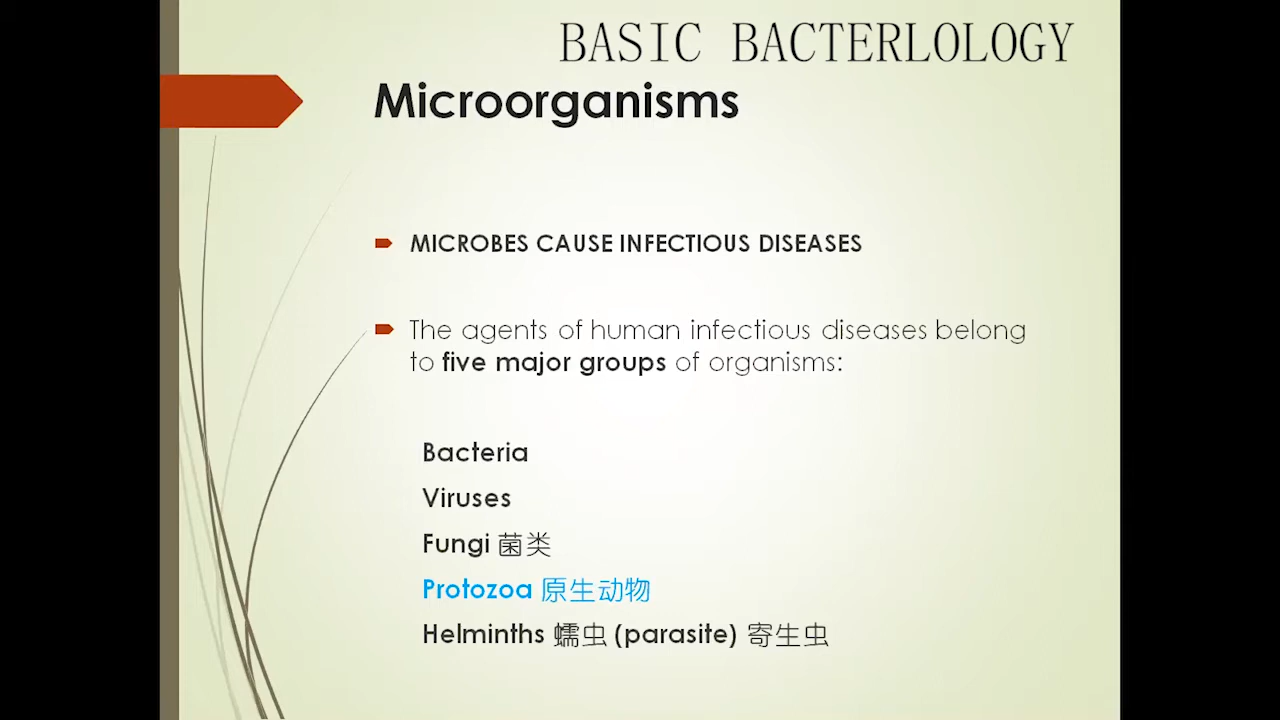 BASIC BACTERLOLOGY
Microorganisms
MICROBES CAUSE INFECTIOUS DISEASES
The agents of human infectious diseases belong
to five major groups of organisms:
Bacteria
Viruses
Fungi 菌类
Protozoa 原生动物
Helminths 蠕虫 (parasite) 寄生虫